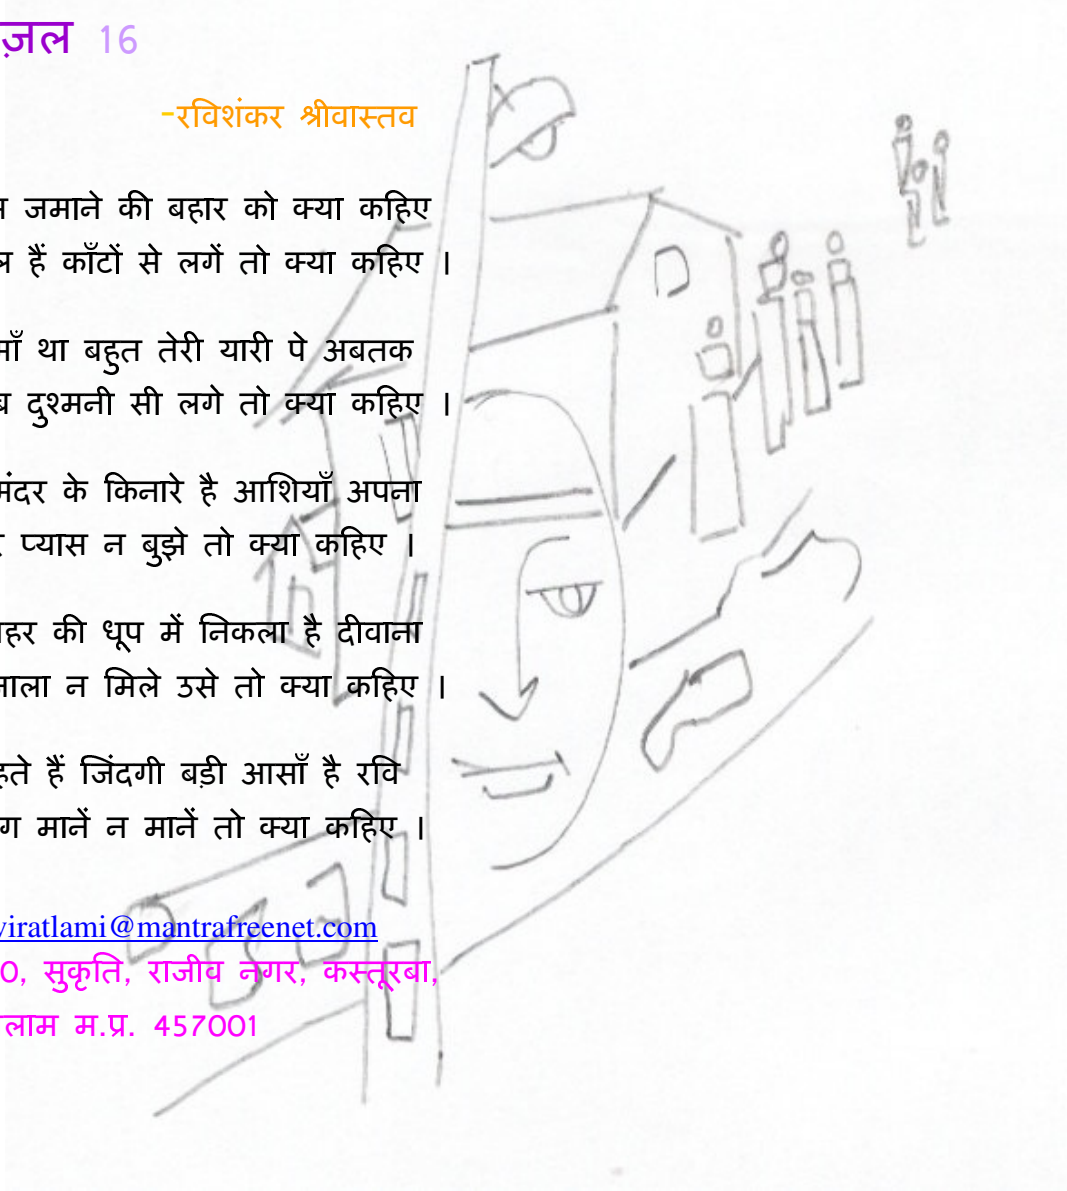 ज़ल 16
-रविशंकर श्रीवास्तव
जमाने की बहार को क्या कहिए
हैं काँटों से लगें तो क्या कहिए ।
माँ था बहुत तेरी यारी पे अबतक
ब दुश्मनी सी लगे तो क्या कहिए ।
मंदर के किनारे है आशियाँ अपना
प्यास न बुझे तो क्या कहिए ।
हर की धूप में निकला है दीवाना
ाला न मिले उसे तो क्या कहिए ।
हते हैं जिंदगी बड़ी आसाँ है रवि
ग मानें न मानें तो क्या कहिए ।
viratlami@mantrafreenet.com
0, सुकृति, राजीव नगर, कस्तूरबा,
लाम म.प्र. 457001